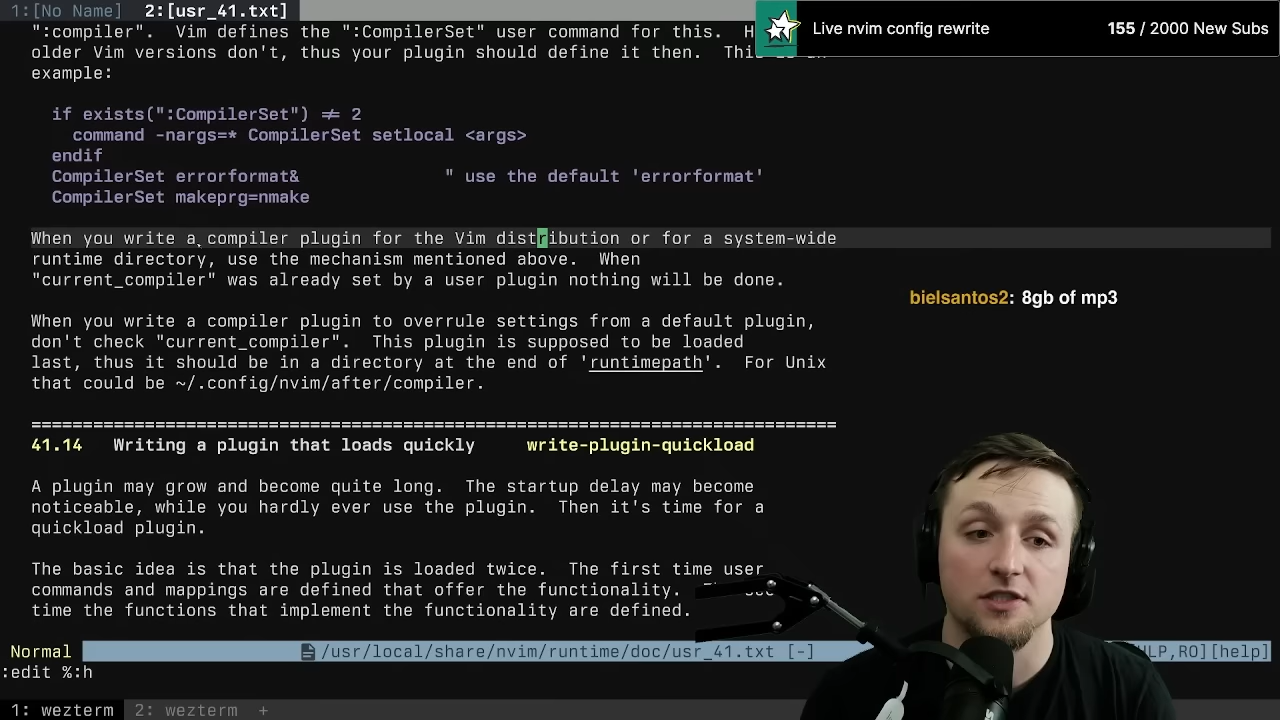 1:[No Name]  2:[usr_41.txt]
":compiler".  Vim defines the ":CompilerSet" user command for this.  H
older Vim versions don't, thus your plugin should define it then.  This is an
example:
if exists(":CompilerSet") ≠ 2
command -nargs=* CompilerSet setlocal <args>
endif
CompilerSet errorformat&              " use the default 'errorformat'
CompilerSet makeprg=nmake
When you write a compiler plugin for the Vim distribution or for a system-wide
runtime directory, use the mechanism mentioned above.  When
"current_compiler" was already set by a user plugin nothing will be done.
When you write a compiler plugin to overrule settings from a default plugin,
don't check "current_compiler".  This plugin is supposed to be loaded
last, thus it should be in a directory at the end of 'runtimepath'.  For Unix
that could be ~/.config/nvim/after/compiler.
==============================================================================
41.14   Writing a plugin that loads quickly     write-plugin-quickload
A plugin may grow and become quite long.  The startup delay may become
noticeable, while you hardly ever use the plugin.  Then it's time for a
quickload plugin.
The basic idea is that the plugin is loaded twice.  The first time user
commands and mappings are defined that offer the functionality.
time the functions that implement the functionality are defined.
Normal /usr/local/share/nvim/runtime/doc/usr_41.txt [-] LP,RO][help]
:edit %:h
1: wezterm  2: wezterm  +
Live nvim config rewrite  155 / 2000 New Subs
bielsantos2: 8gb of mp3